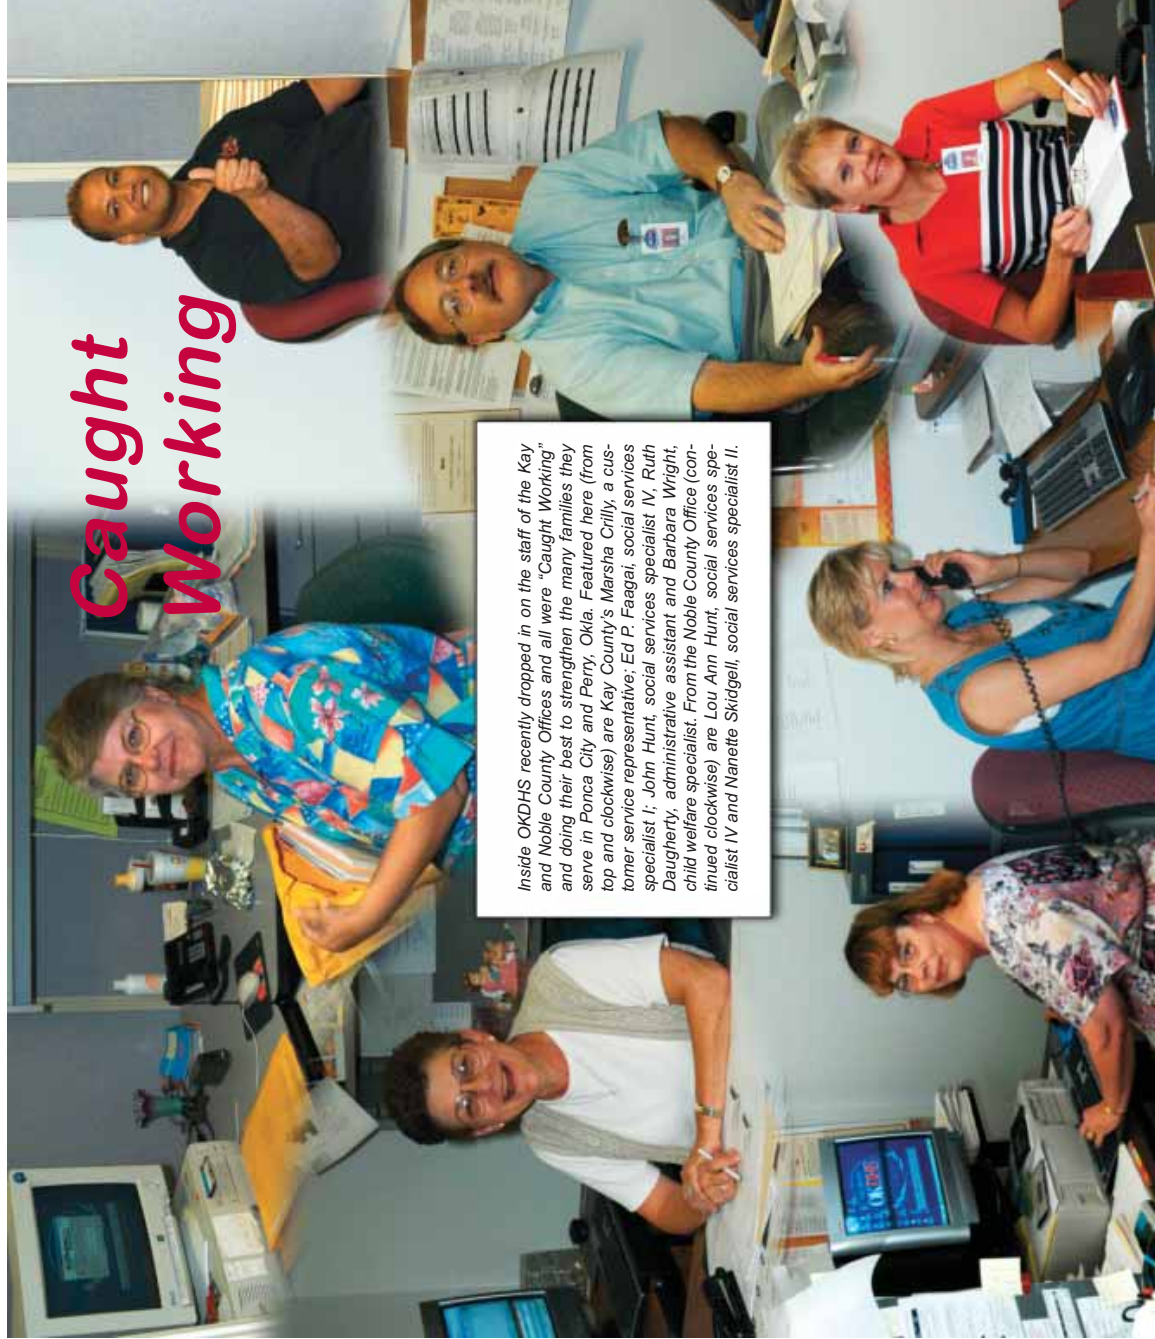 Caught
Working
Inside OKDHS recently dropped in on the staff of the Kay
and Noble County Offices and all were “Caught Working”
and doing their best to strengthen the many families they
serve in Ponca City and Perry, Okla. Featured here (from
top and clockwise) are Kay County's Marsha Crilly, a cus-
tomer service representative; Ed P. Faagai, social services
specialist I; John Hunt, social services specialist IV, Ruth
Daugherty, administrative assistant and Barbara Wright,
child welfare specialist. From the Noble County Office (con-
tinued clockwise) are Lou Ann Hunt, social services spe-
cialist IV and Nanette Skidgell, social services specialist II.
OKDHS